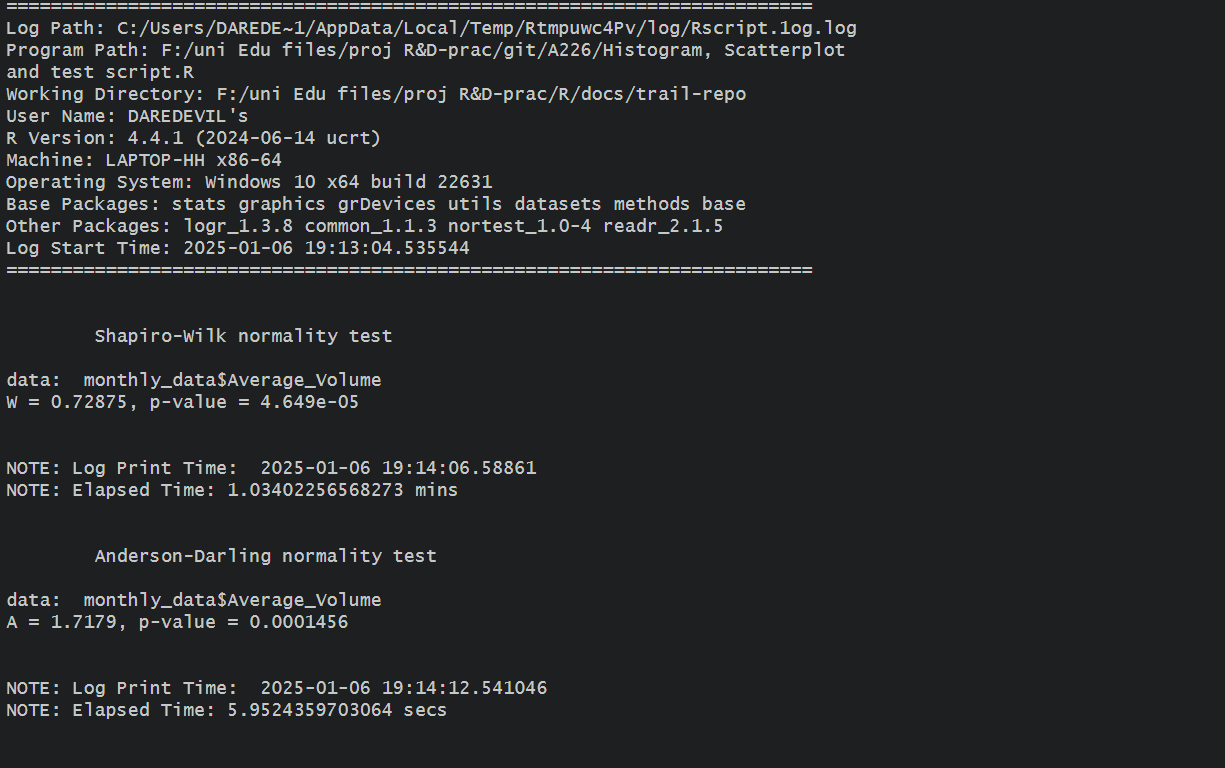 =========================================================================
Log Path: C:/Users/DAREDE~1/AppData/Local/Temp/Rtmpuwc4Pv/log/Rscript.1og.log
Program Path: F:/uni Edu files/proj R&D-prac/git/A226/Histogram, Scatterplot
and test script.R
Working Directory: F:/uni Edu files/proj R&D-prac/R/docs/trail-repo
User Name: DAREDEVIL's
R Version: 4.4.1 (2024-06-14 ucrt)
Machine: LAPTOP-HH x86-64
Operating System: Windows 10 x64 build 22631
Base Packages: stats graphics grDevices utils datasets methods base
Other Packages: logr_1.3.8 common_1.1.3 nortest_1.0-4 readr_2.1.5
Log Start Time: 2025-01-06 19:13:04.535544
=========================================================================
Shapiro-Wilk normality test
data:  monthly_data$Average_Volume
W = 0.72875, p-value = 4.649e-05
NOTE: Log Print Time:  2025-01-06 19:14:06.58861
NOTE: Elapsed Time: 1.03402256568273 mins
Anderson-Darling normality test
data:  monthly_data$Average_Volume
A = 1.7179, p-value = 0.0001456
NOTE: Log Print Time:  2025-01-06 19:14:12.541046
NOTE: Elapsed Time: 5.9524359703064 secs